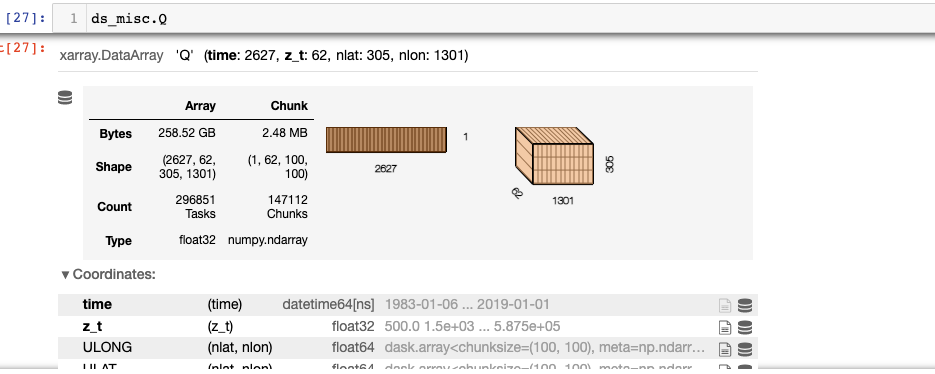 [27]: 1 ds_misc.Q
[27]: xarray.DataArray 'Q' (time: 2627, z_t: 62, nlat: 305, nlon: 1301)
Array Chunk
Bytes 258.52 GB 2.48 MB
Shape (2627, 62, 305, 1301) (1, 62, 100, 100)
Count 296851 Tasks 147112 Chunks
Type float32 numpy.ndarray
1
2627
305
62
1301
▼ Coordinates:
time (time) datetime64[ns] 1983-01-06 ... 2019-01-01
z_t (z_t) float32 500.0 1.5e+03 ... 5.875e+05
ULONG (nlat, nlon) float64 dask.array<chunksize=(100, 100), meta=np.ndarr...
ULAT (nlat, nlon) float64 dask.array<chunksize=(100, 100), meta=np.ndarr...